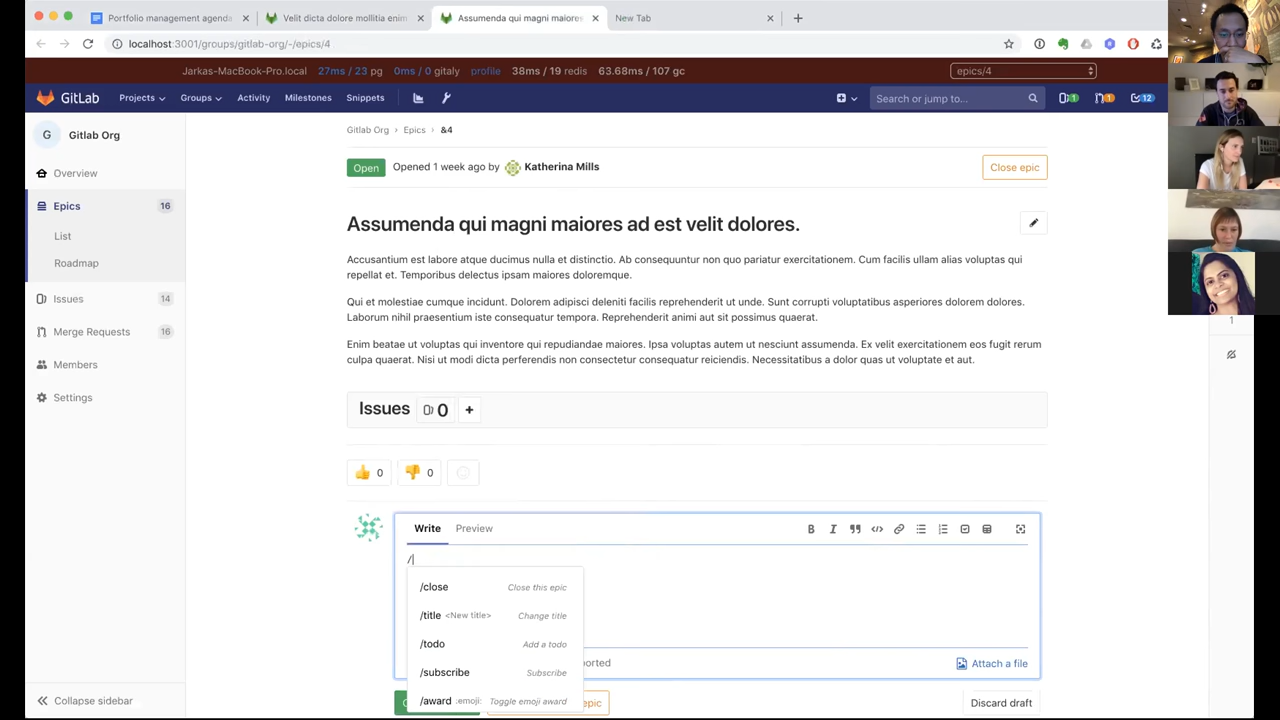 Portfolio management agenda
Velit dicta dolore mollitia enim
Assumenda qui magni maiores
New Tab
localhost:3001/groups/gitlab-org/-/epics/4
Jarkas-MacBook-Pro.local 27ms / 23 pg 0ms / 0 gitaly profile 38ms / 19 redis 63.68ms / 107 gc epics/4
GitLab Projects Groups Activity Milestones Snippets Search or jump to... 1 1 12
G Gitlab Org
Overview
Epics 16
List
Roadmap
Issues 14
Merge Requests 16
Members
Settings
Collapse sidebar
Gitlab Org › Epics › &4
Open Opened 1 week ago by Katherina Mills Close epic
Assumenda qui magni maiores ad est velit dolores.
Accusantium est labore atque ducimus nulla et distinctio. Ab consequuntur non quo pariatur exercitationem. Cum facilis ullam alias voluptas qui
repellat et. Temporibus delectus ipsam maiores doloremque.
Qui et molestiae cumque incidunt. Dolorem adipisci deleniti facilis reprehenderit ut unde. Sunt corrupti voluptatibus asperiores dolorem dolores.
Laborum nihil praesentium iste consequatur tempora. Reprehenderit animi aut sit possimus quaerat.
Enim beatae ut voluptas qui inventore qui repudiandae maiores. Ipsa voluptas autem ut nesciunt assumenda. Ex velit exercitationem eos fugit rerum
culpa quaerat. Nisi ut modi dicta perferendis non consectetur consequatur reiciendis. Necessitatibus a dolor quas ut voluptate et aut.
Issues 0 +
0 0
Write Preview
/
/close Close this epic
/title <New title> Change title
/todo Add a todo
/subscribe Subscribe
/award :emoji: Toggle emoji award
orted
Attach a file
epic
Discard draft
1